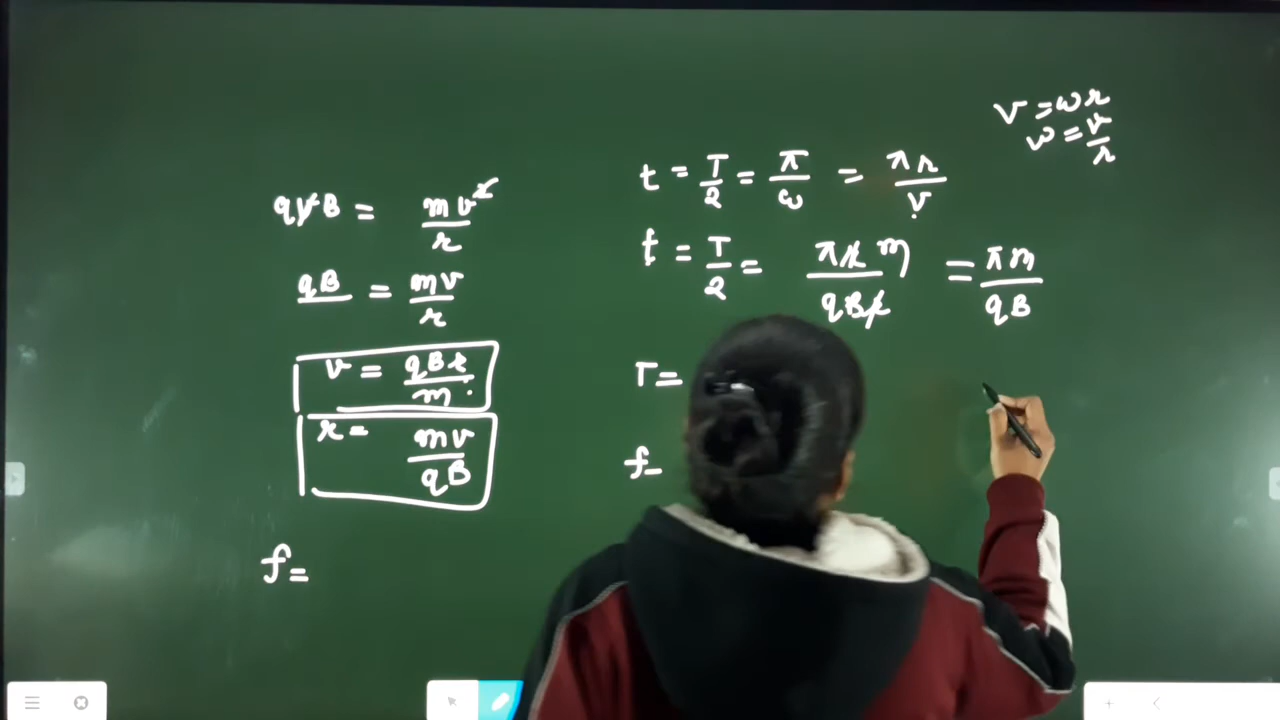 qvB = mv²/r
qB = mv/r
v = qBr/m
r = mv/qB
f =
v = ωr
ω = v/r
t = T/2 = π/ω = πr/v
t = T/2 = πrm/qBr = πm/qB
T =
f =